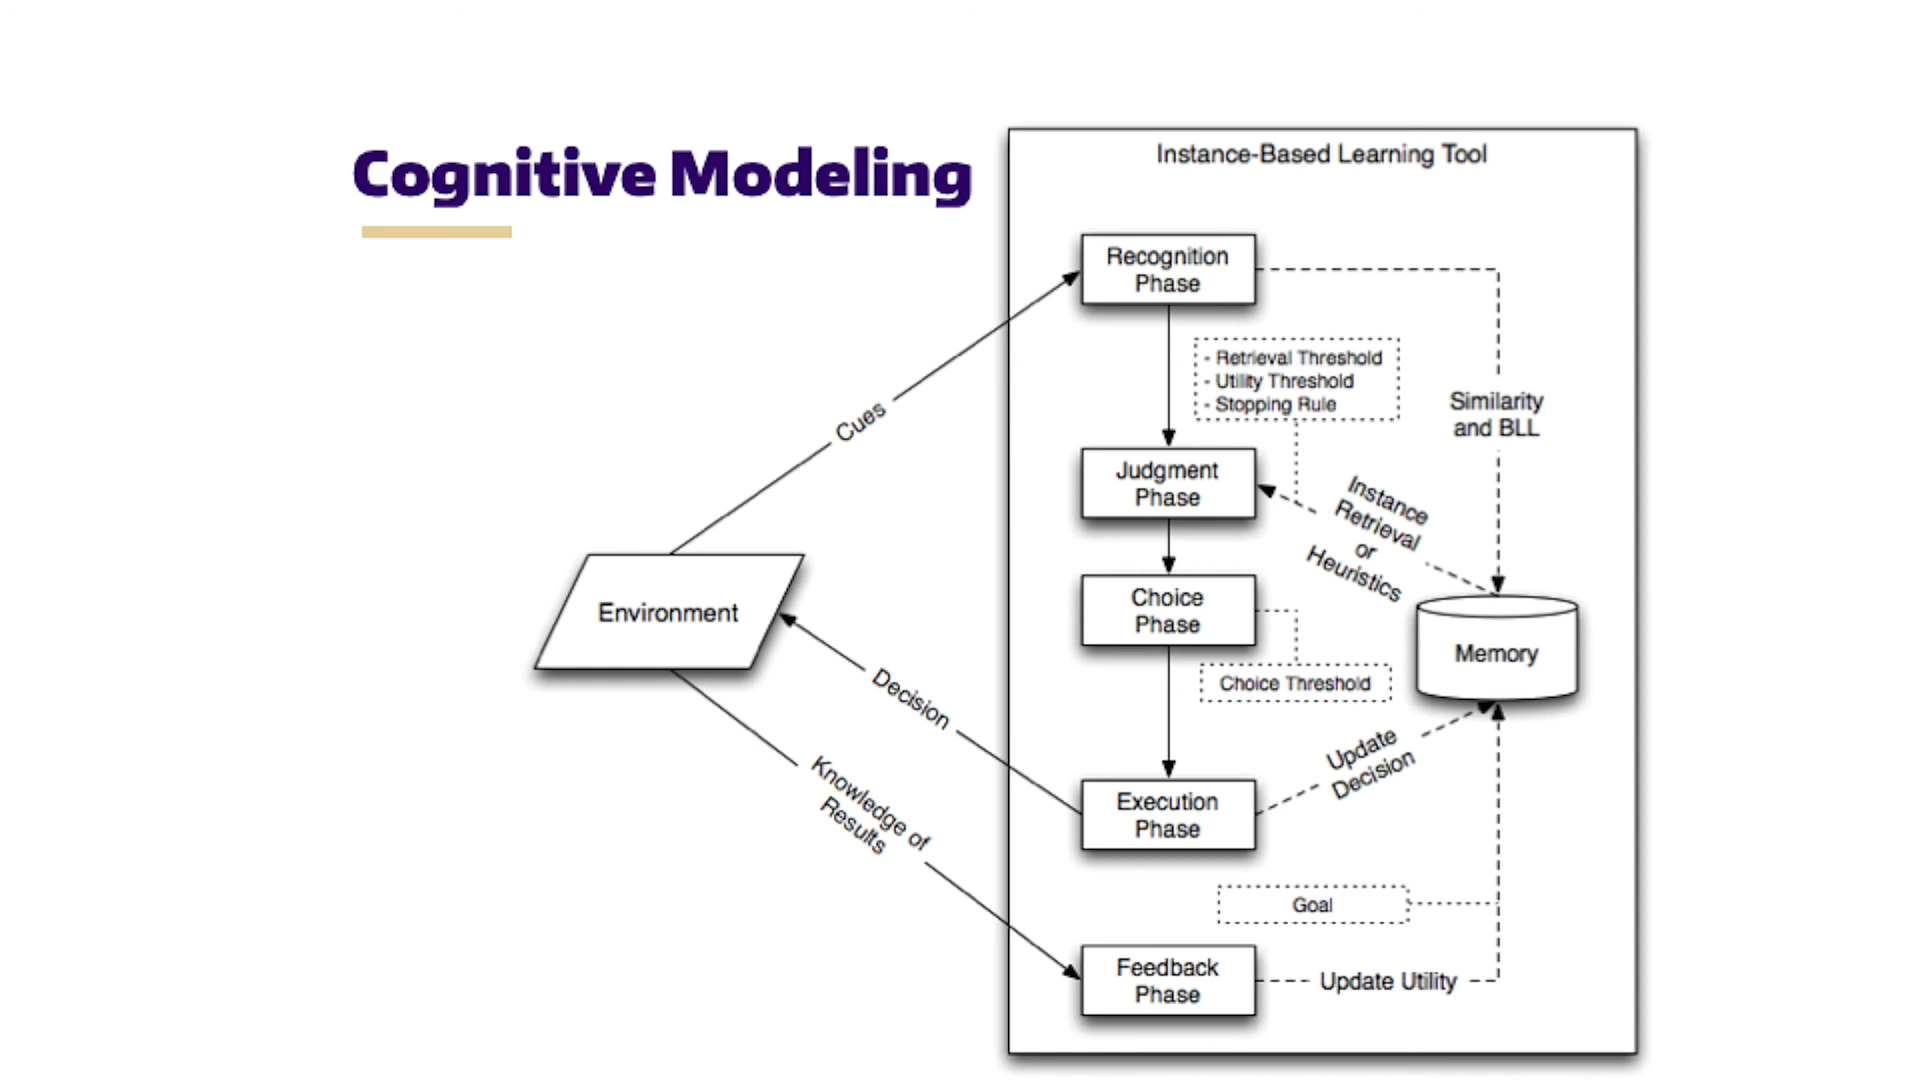 Cognitive Modeling
Instance-Based Learning Tool
Recognition
Phase
- Retrieval Threshold
- Utility Threshold
- Stopping Rule
Similarity
and BLL
Cues
Judgment
Phase
Instance
Retrieval
or
Heuristics
Choice
Phase
Environment
Memory
Choice Threshold
Decision
Update
Decision
Knowledge of
Results
Execution
Phase
Goal
Feedback
Phase
Update Utility